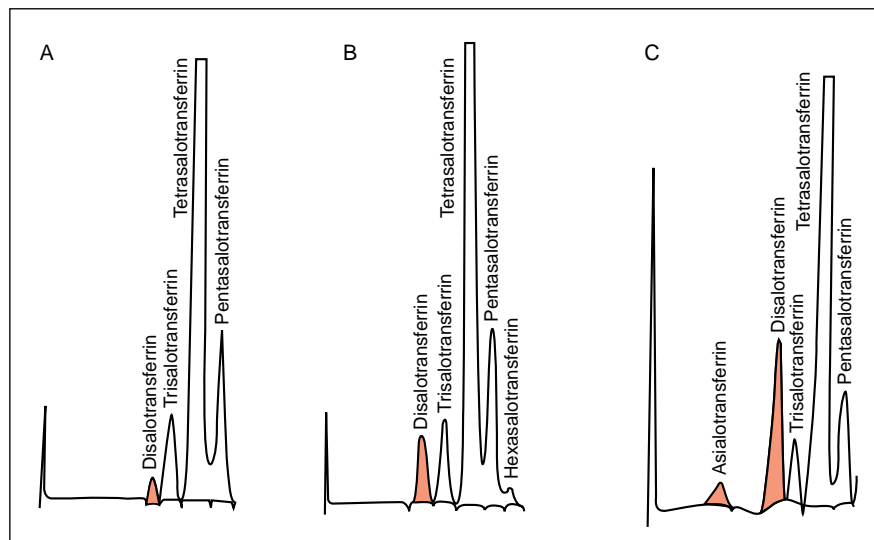 A
Disalotransferrin
Trisalotransferrin
Tetrasalotransferrin
Pentasalotransferrin
B
Disalotransferrin
Trisalotransferrin
Tetrasalotransferrin
Pentasalotransferrin
Hexasalotransferrin
C
Asialotransferrin
Disalotransferrin
Trisalotransferrin
Tetrasalotransferrin
Pentasalotransferrin